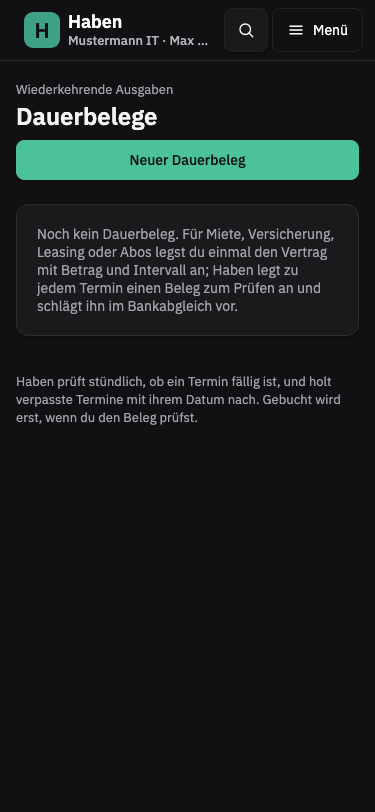 H
Haben
Mustermann IT · Max ...
Menü
Wiederkehrende Ausgaben
Dauerbelege
Neuer Dauerbeleg
Noch kein Dauerbeleg. Für Miete, Versicherung,
Leasing oder Abos legst du einmal den Vertrag
mit Betrag und Intervall an; Haben legt zu
jedem Termin einen Beleg zum Prüfen an und
schlägt ihn im Bankabgleich vor.
Haben prüft stündlich, ob ein Termin fällig ist, und holt
verpasste Termine mit ihrem Datum nach. Gebucht wird
erst, wenn du den Beleg prüfst.